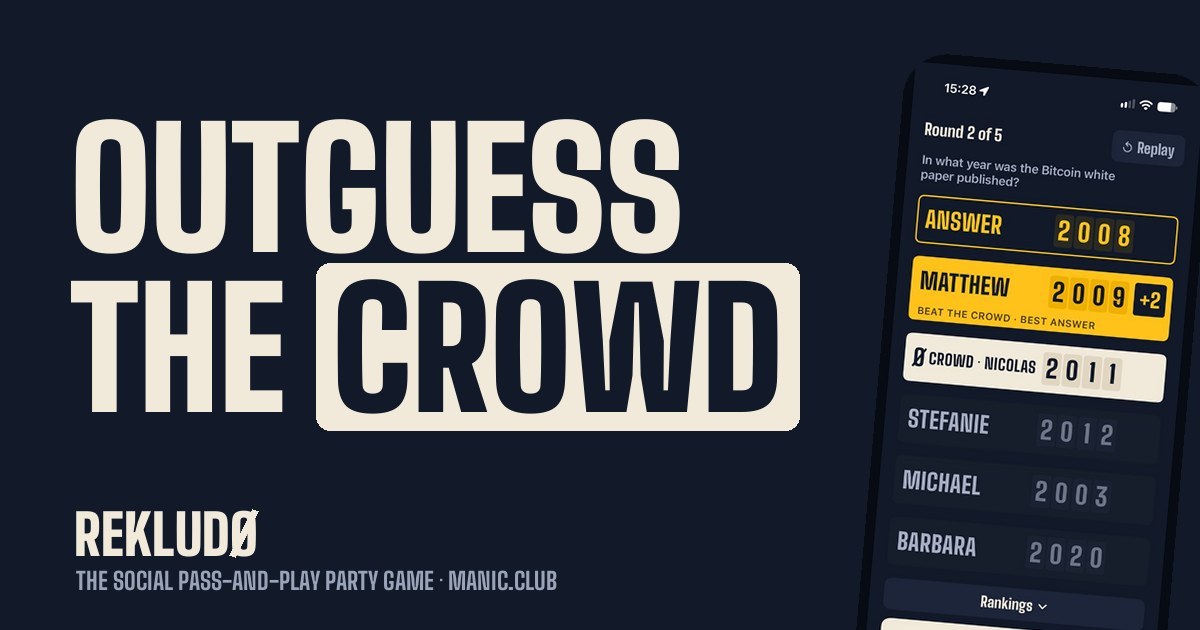 OUTGUESS
THE CROWD
REKLUDØ
THE SOCIAL PASS-AND-PLAY PARTY GAME · MANIC.CLUB
15:28
Round 2 of 5
Replay
In what year was the Bitcoin white
paper published?
ANSWER 2008
MATTHEW 2009 +2
BEAT THE CROWD · BEST ANSWER
Ø CROWD · NICOLAS 2011
STEFANIE 2012
MICHAEL 2003
BARBARA 2020
Rankings